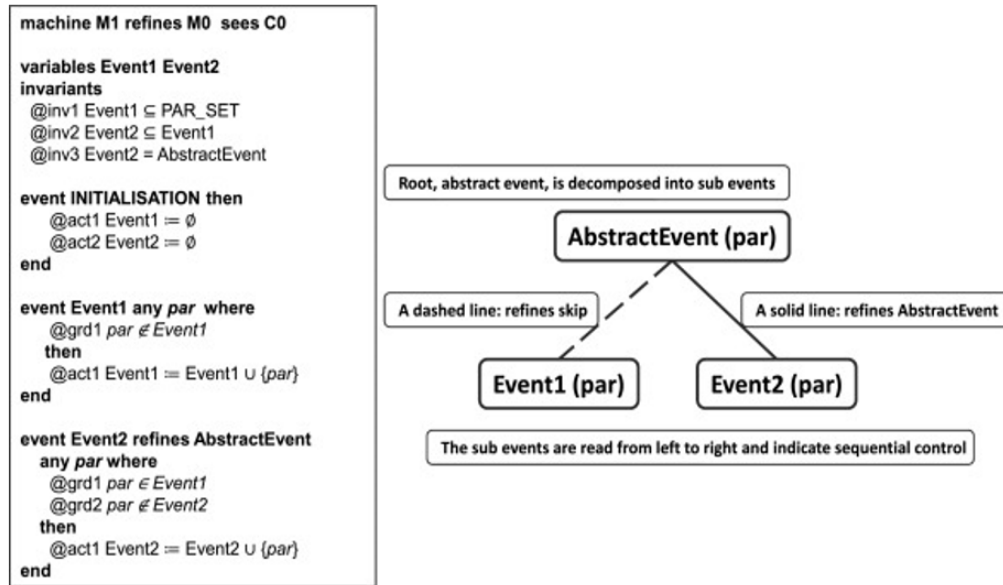 machine M1 refines M0 sees C0
variables Event1 Event2
invariants
@inv1 Event1 ⊆ PAR_SET
@inv2 Event2 ⊆ Event1
@inv3 Event2 = AbstractEvent
event INITIALISATION then
@act1 Event1 ≔ ∅
@act2 Event2 ≔ ∅
end
event Event1 any par where
@grd1 par ∉ Event1
then
@act1 Event1 ≔ Event1 ∪ {par}
end
event Event2 refines AbstractEvent
any par where
@grd1 par ∈ Event1
@grd2 par ∉ Event2
then
@act1 Event2 ≔ Event2 ∪ {par}
end
Root, abstract event, is decomposed into sub events
AbstractEvent (par)
A dashed line: refines skip
A solid line: refines AbstractEvent
Event1 (par)
Event2 (par)
The sub events are read from left to right and indicate sequential control